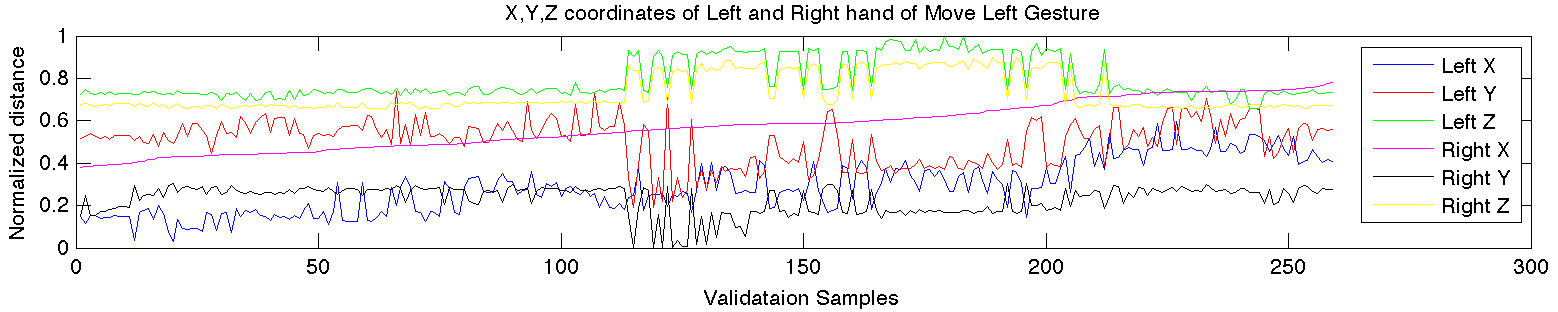 X,Y,Z coordinates of Left and Right hand of Move Left Gesture
Normalized distance
1
0.8
0.6
0.4
0.2
0
0
50
100
150
200
250
300
Validataion Samples
Left X
Left Y
Left Z
Right X
Right Y
Right Z